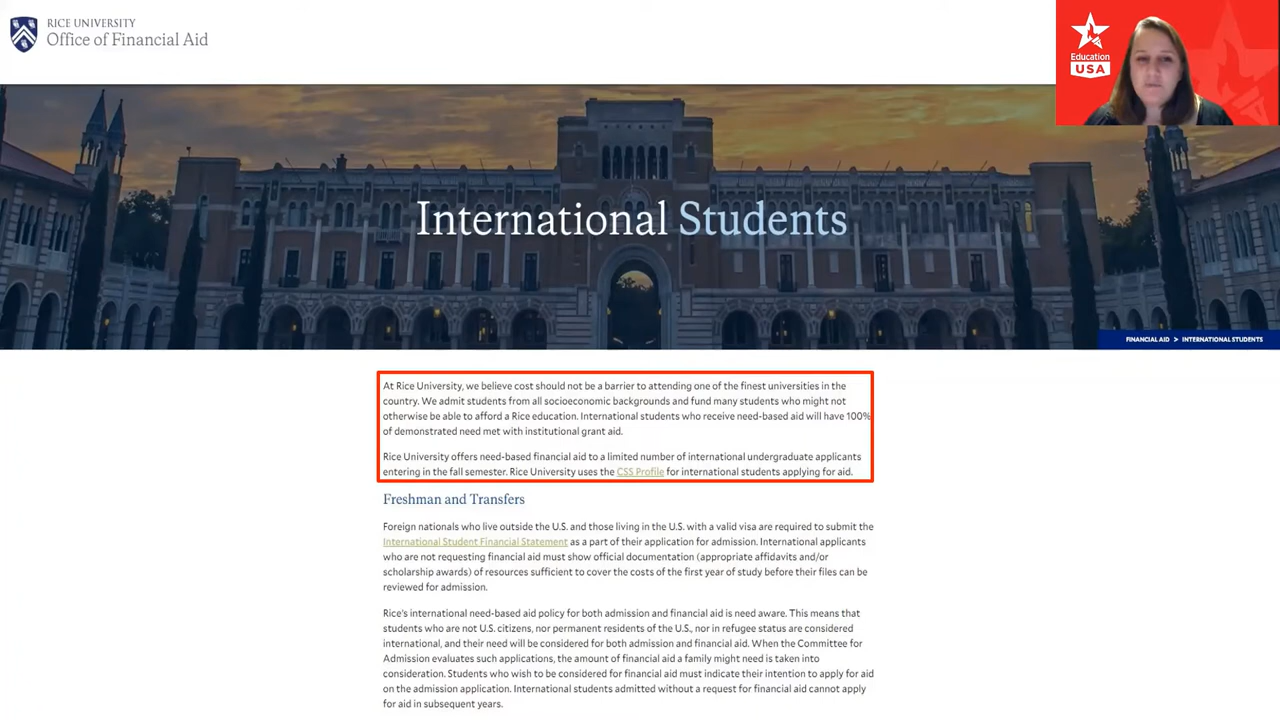 RICE UNIVERSITY
Office of Financial Aid
Education
USA
International Students
FINANCIAL AID > INTERNATIONAL STUDENTS
At Rice University, we believe cost should not be a barrier to attending one of the finest universities in the
country. We admit students from all socioeconomic backgrounds and fund many students who might not
otherwise be able to afford a Rice education. International students who receive need-based aid will have 100%
of demonstrated need met with institutional grant aid.
Rice University offers need-based financial aid to a limited number of international undergraduate applicants
entering in the fall semester. Rice University uses the CSS Profile for international students applying for aid.
Freshman and Transfers
Foreign nationals who live outside the U.S. and those living in the U.S. with a valid visa are required to submit the
International Student Financial Statement as a part of their application for admission. International applicants
who are not requesting financial aid must show official documentation (appropriate affidavits and/or
scholarship awards) of resources sufficient to cover the costs of the first year of study before their files can be
reviewed for admission.
Rice's international need-based aid policy for both admission and financial aid is need aware. This means that
students who are not U.S. citizens, nor permanent residents of the U.S., nor in refugee status are considered
international, and their need will be considered for both admission and financial aid. When the Committee for
Admission evaluates such applications, the amount of financial aid a family might need is taken into
consideration. Students who wish to be considered for financial aid must indicate their intention to apply for aid
on the admission application. International students admitted without a request for financial aid cannot apply
for aid in subsequent years.